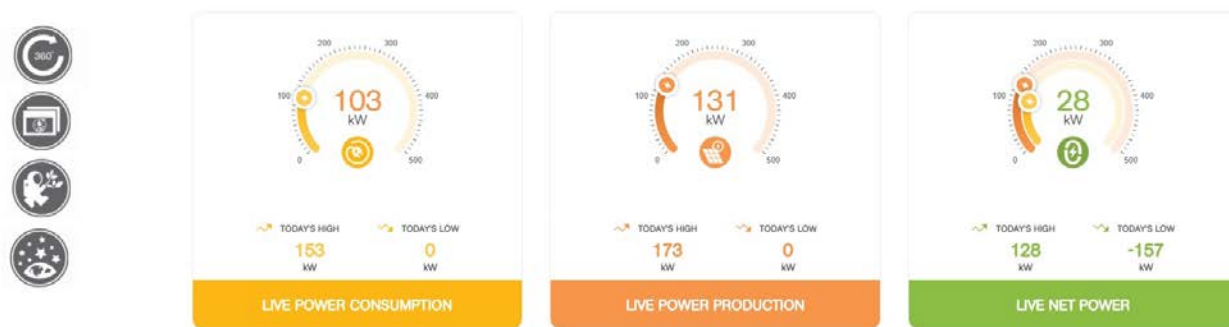 360°
200 300
100 400
0 500
103
kW
TODAY'S HIGH TODAY'S LOW
153 0
kW kW
LIVE POWER CONSUMPTION
200 300
100 400
0 500
131
kW
TODAY'S HIGH TODAY'S LOW
173 0
kW kW
LIVE POWER PRODUCTION
200 300
100 400
0 500
28
kW
TODAY'S HIGH TODAY'S LOW
128 -157
kW kW
LIVE NET POWER